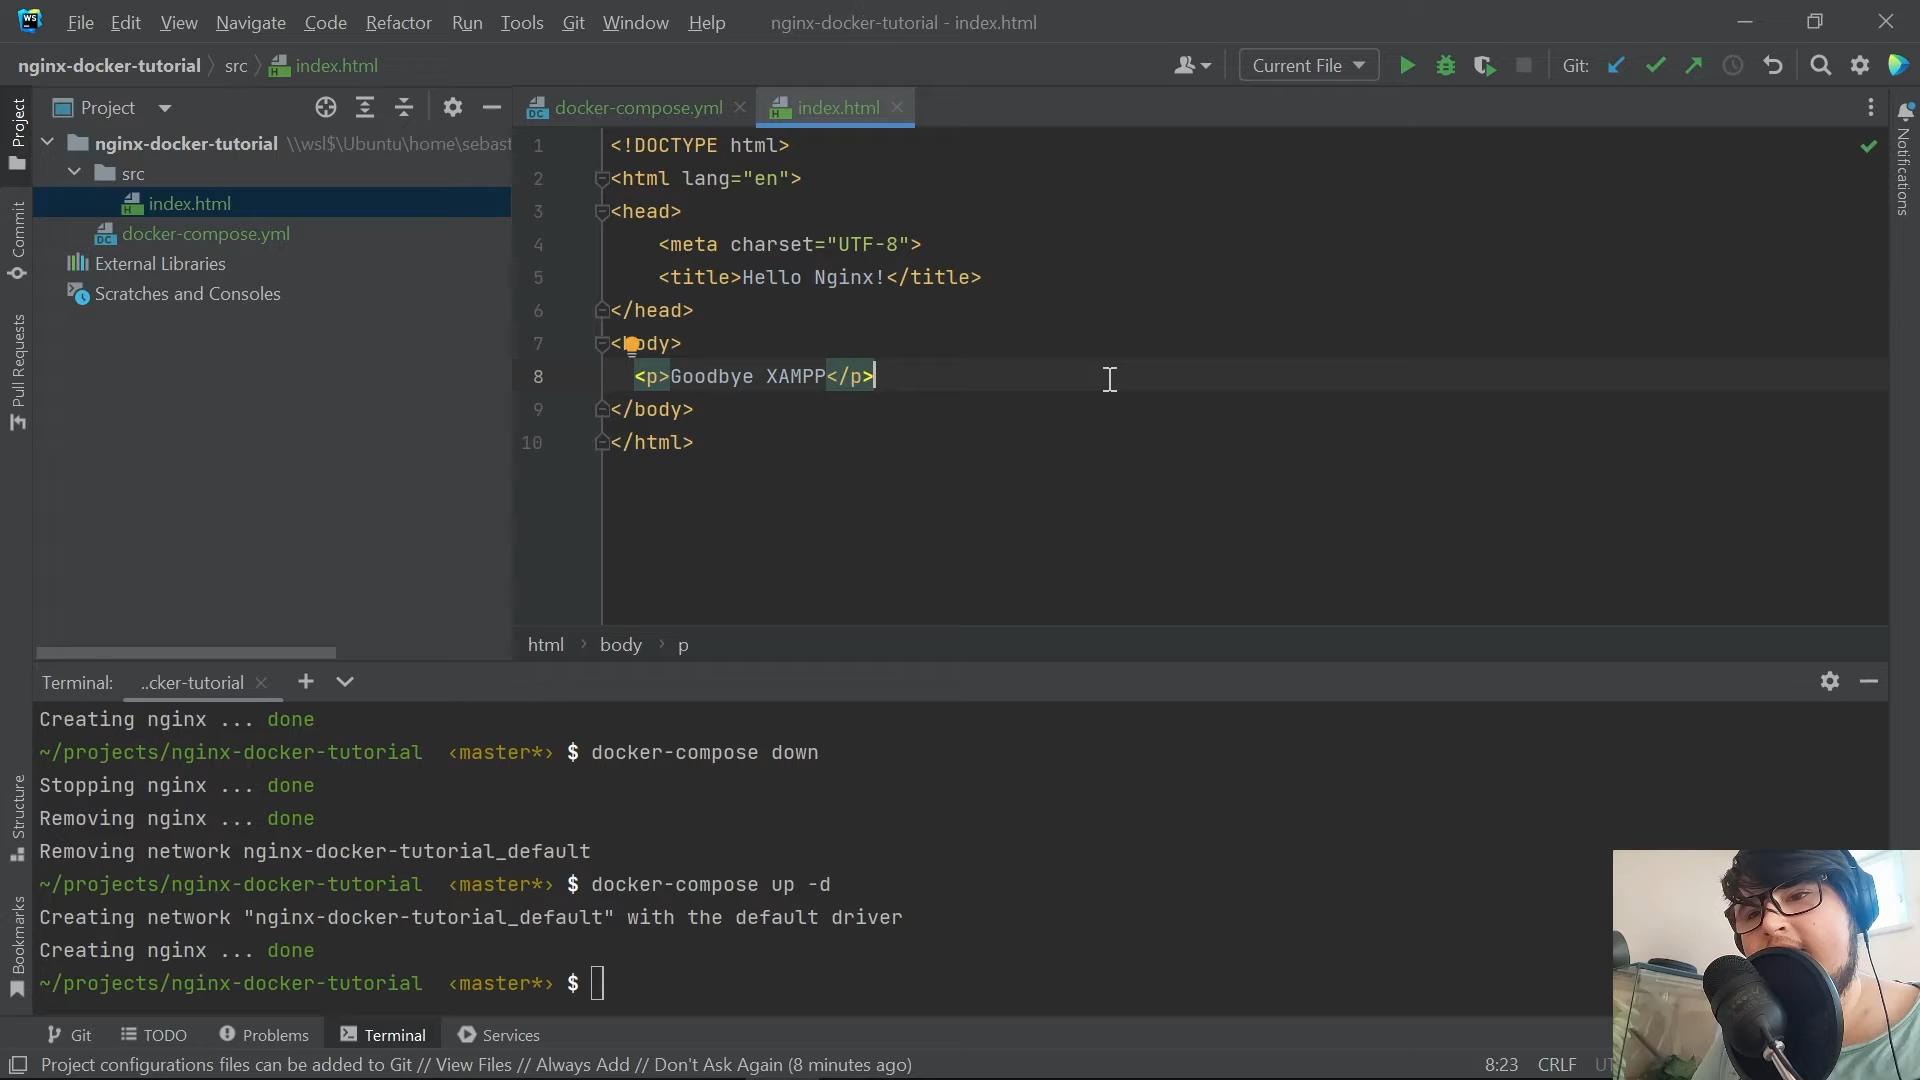 WS File Edit View Navigate Code Refactor Run Tools Git Window Help nginx-docker-tutorial - index.html
nginx-docker-tutorial src index.html Current File Git:
Project
docker-compose.yml index.html
nginx-docker-tutorial \\wsl$\Ubuntu\home\sebast
src
index.html
docker-compose.yml
External Libraries
Scratches and Consoles
Project
Commit
Pull Requests
Structure
Bookmarks
Notifications
1 <!DOCTYPE html>
2 <html lang="en">
3 <head>
4 <meta charset="UTF-8">
5 <title>Hello Nginx!</title>
6 </head>
7 <body>
8 <p>Goodbye XAMPP</p>
9 </body>
10 </html>
html body p
Terminal: ..cker-tutorial
Creating nginx ... done
~/projects/nginx-docker-tutorial ‹master*› $ docker-compose down
Stopping nginx ... done
Removing nginx ... done
Removing network nginx-docker-tutorial_default
~/projects/nginx-docker-tutorial ‹master*› $ docker-compose up -d
Creating network "nginx-docker-tutorial_default" with the default driver
Creating nginx ... done
~/projects/nginx-docker-tutorial ‹master*› $
Git TODO Problems Terminal Services
Project configurations files can be added to Git // View Files // Always Add // Don't Ask Again (8 minutes ago) 8:23 CRLF